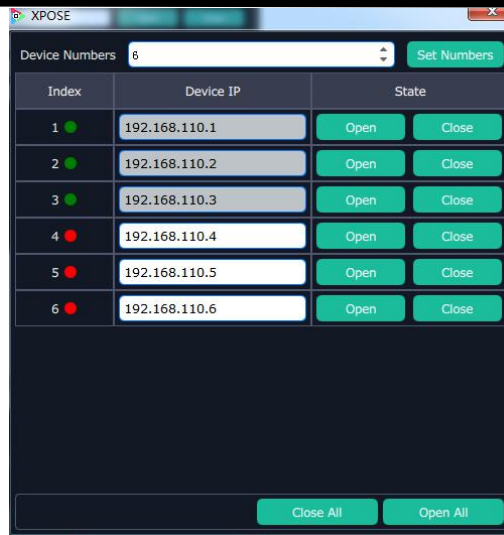 XPOSE
Device Numbers 6 Set Numbers
Index Device IP State
1 192.168.110.1 Open Close
2 192.168.110.2 Open Close
3 192.168.110.3 Open Close
4 192.168.110.4 Open Close
5 192.168.110.5 Open Close
6 192.168.110.6 Open Close
Close All Open All